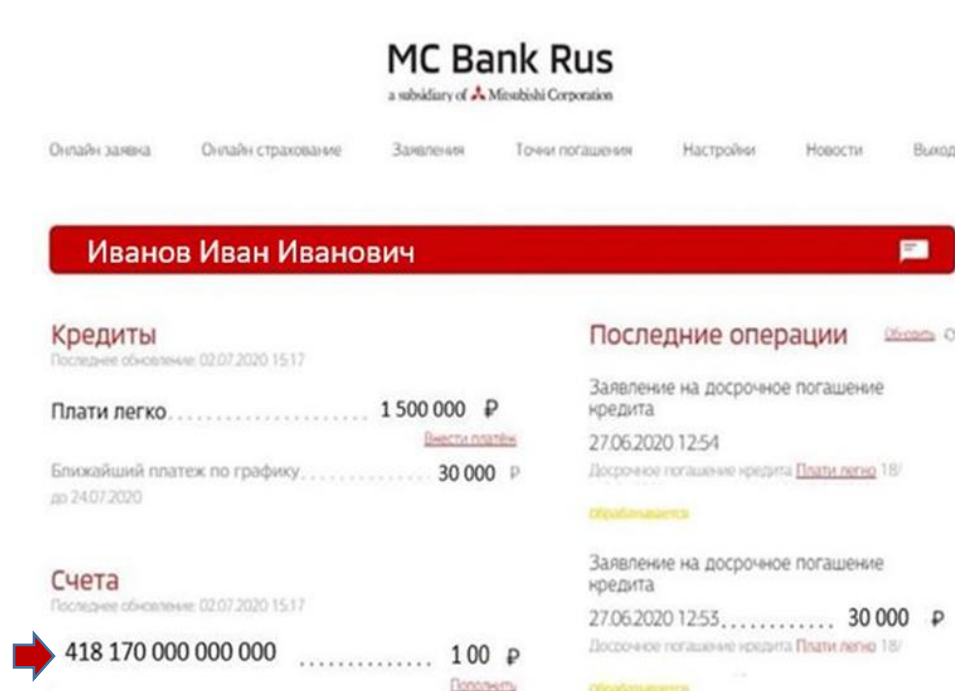 MC Bank Rus
a subsidiary of Mitsubishi Corporation
Онлайн заявка Онлайн страхование Заявления Точки погашения Настройки Новости Выход
Иванов Иван Иванович
Кредиты
Последнее обновление: 02.07.2020 15:17
Плати легко 1 500 000 ₽
Внести платёж
Ближайший платеж по графику 30 000 ₽
до 24.07.2020
Счета
Последнее обновление: 02.07.2020 15:17
418 170 000 000 000 1 00 ₽
Пополнить
Последние операции Обновить
Заявление на досрочное погашение
кредита
27.06.2020 12:54
Досрочное погашение кредита Плати легко 18/
Обрабатывается
Заявление на досрочное погашение
кредита
27.06.2020 12:53 30 000 ₽
Досрочное погашение кредита Плати легко 18/
Обрабатывается